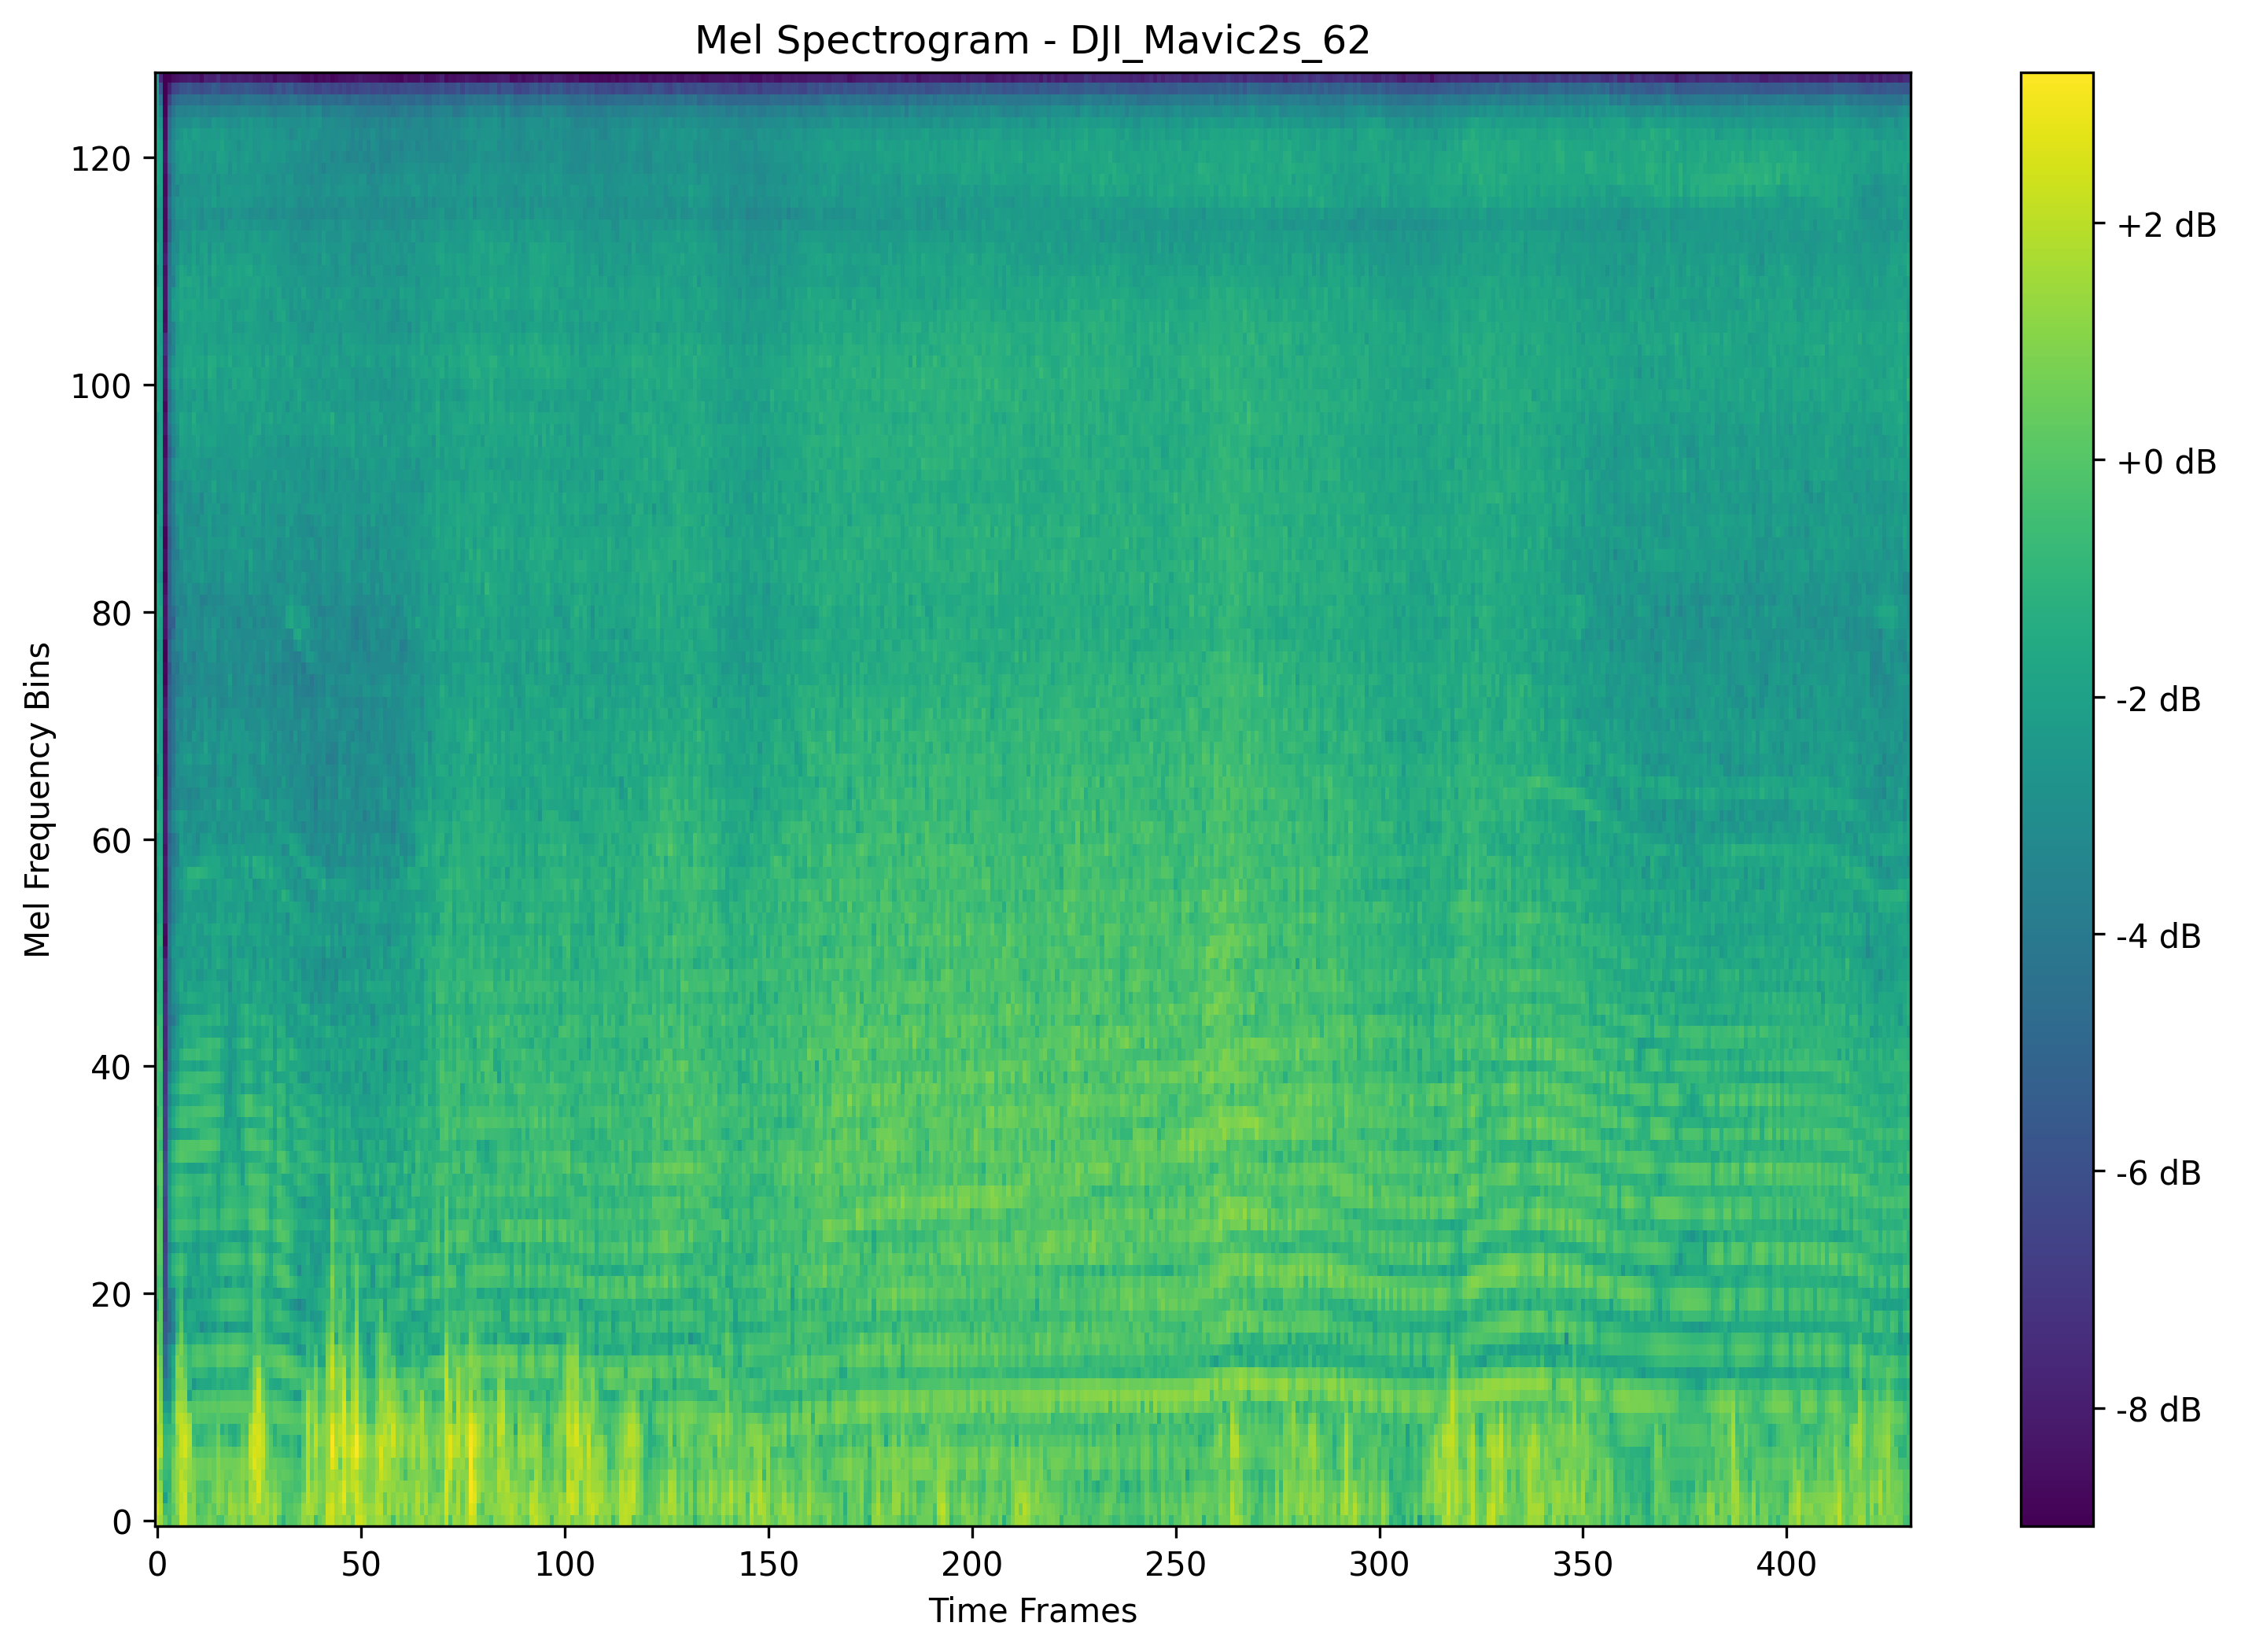 Mel Spectrogram - DJI_Mavic2s_62
Mel Frequency Bins
120
100
80
60
40
20
0
0 50 100 150 200 250 300 350 400
Time Frames
+2 dB
+0 dB
-2 dB
-4 dB
-6 dB
-8 dB